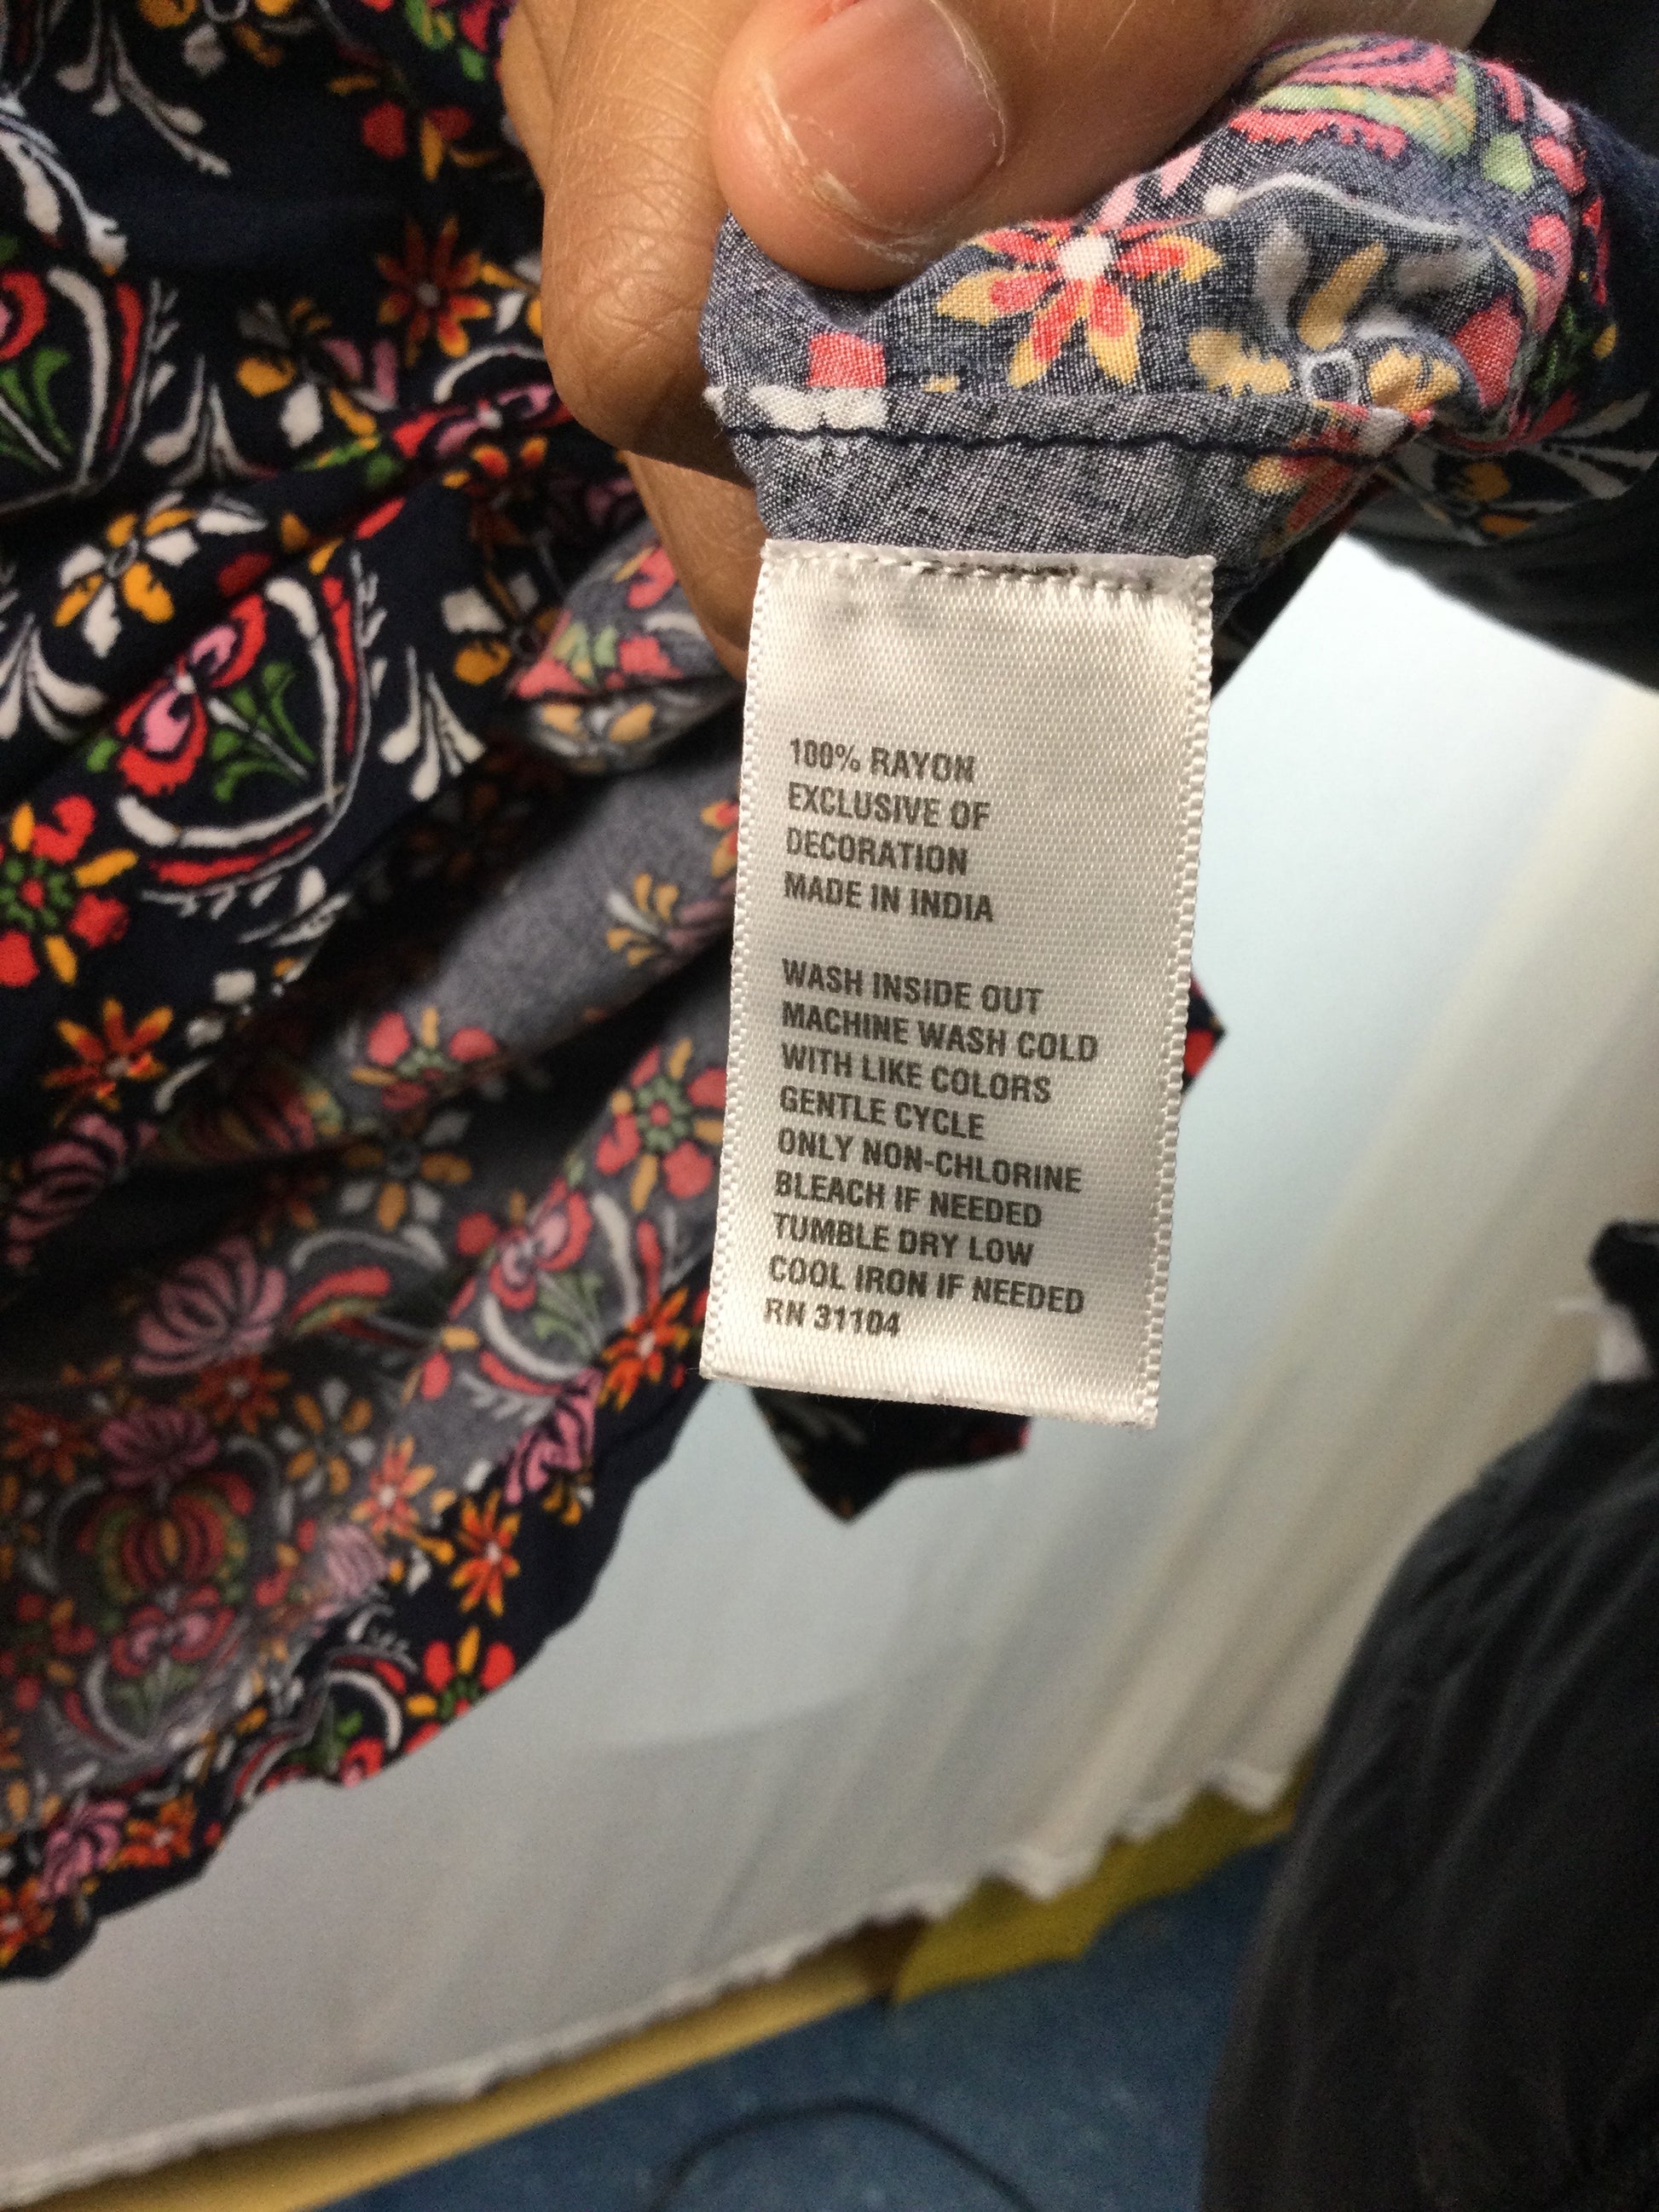 100% RAYON
EXCLUSIVE OF
DECORATION
MADE IN INDIA
WASH INSIDE OUT
MACHINE WASH COLD
WITH LIKE COLORS
GENTLE CYCLE
ONLY NON-CHLORINE
BLEACH IF NEEDED
TUMBLE DRY LOW
COOL IRON IF NEEDED
RN 31104